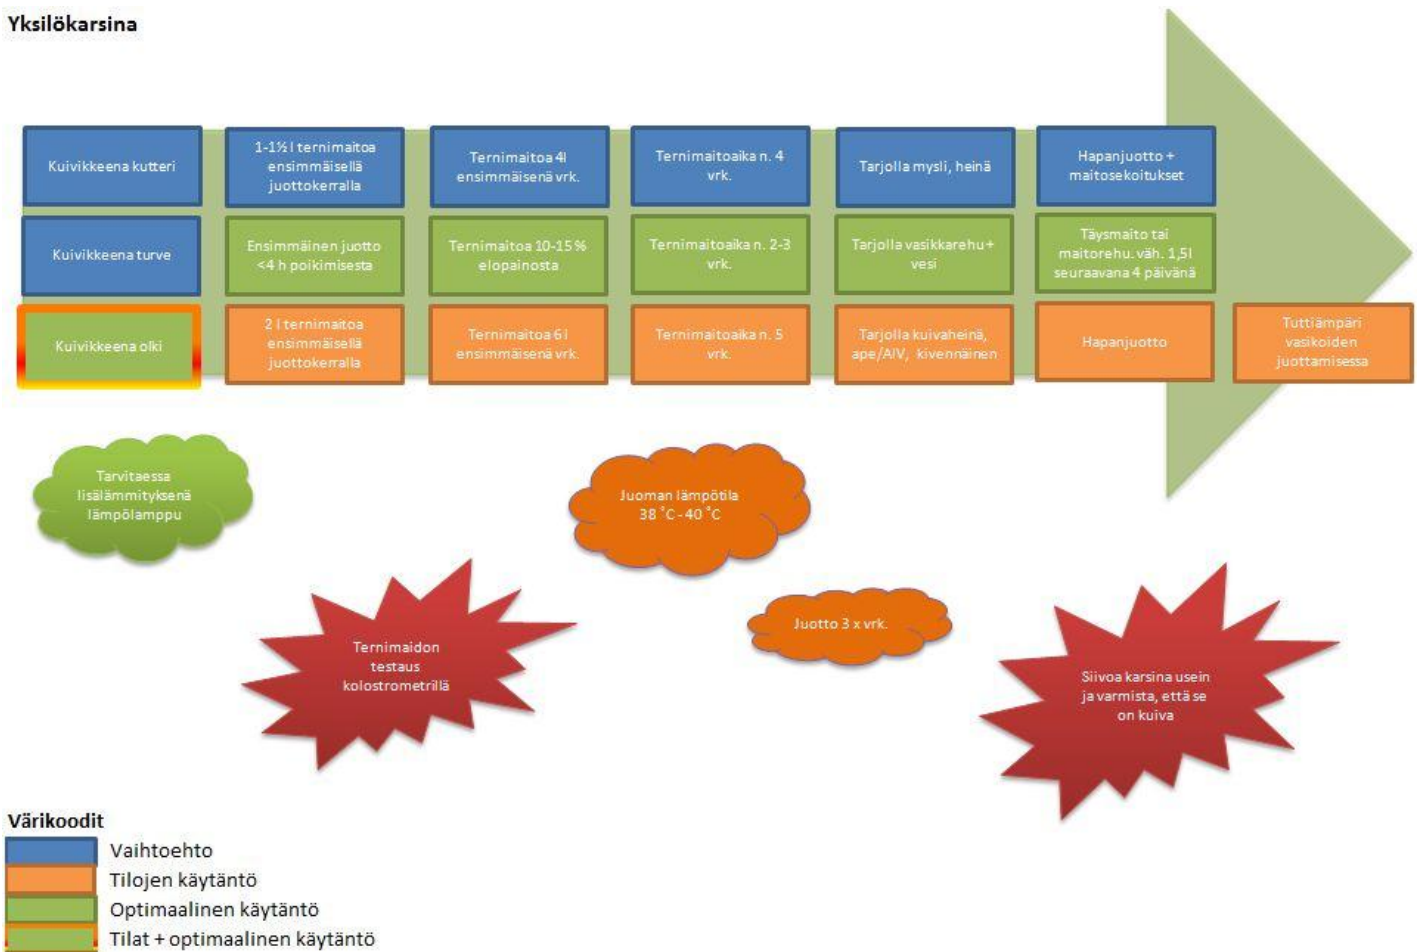 Yksilökarsina
Kuivikkeena kutteri
1-1½ l ternimaitoa
ensimmäisellä
juottokerralla
Ternimaitoa 4l
ensimmäisenä vrk.
Ternimaitoaika n. 4
vrk.
Tarjolla mysli, heinä
Hapanjuotto +
maitosekoitukset
Kuivikkeena turve
Ensimmäinen juotto
<4 h poikimisesta
Ternimaitoa 10-15 %
elopainosta
Ternimaitoaika n. 2-3
vrk.
Tarjolla vasikkarehu +
vesi
Täysmaito tai
maitorehu. väh. 1,5l
seuraavana 4 päivänä
Kuivikkeena olki
2 l ternimaitoa
ensimmäisellä
juottokerralla
Ternimaitoa 6 l
ensimmäisenä vrk.
Ternimaitoaika n. 5
vrk.
Tarjolla kuivaheinä,
ape/AIV, kivennäinen
Hapanjuotto
Tuttiämpäri
vasikoiden
juottamisessa
Tarvitaessa
lisälämmityksenä
lämpölamppu
Juoman lämpötila
38 ˚C - 40 ˚C
Ternimaidon
testaus
kolostrometrillä
Juotto 3 x vrk.
Siivoa karsina usein
ja varmista, että se
on kuiva
Värikoodit
Vaihtoehto
Tilojen käytäntö
Optimaalinen käytäntö
Tilat + optimaalinen käytäntö